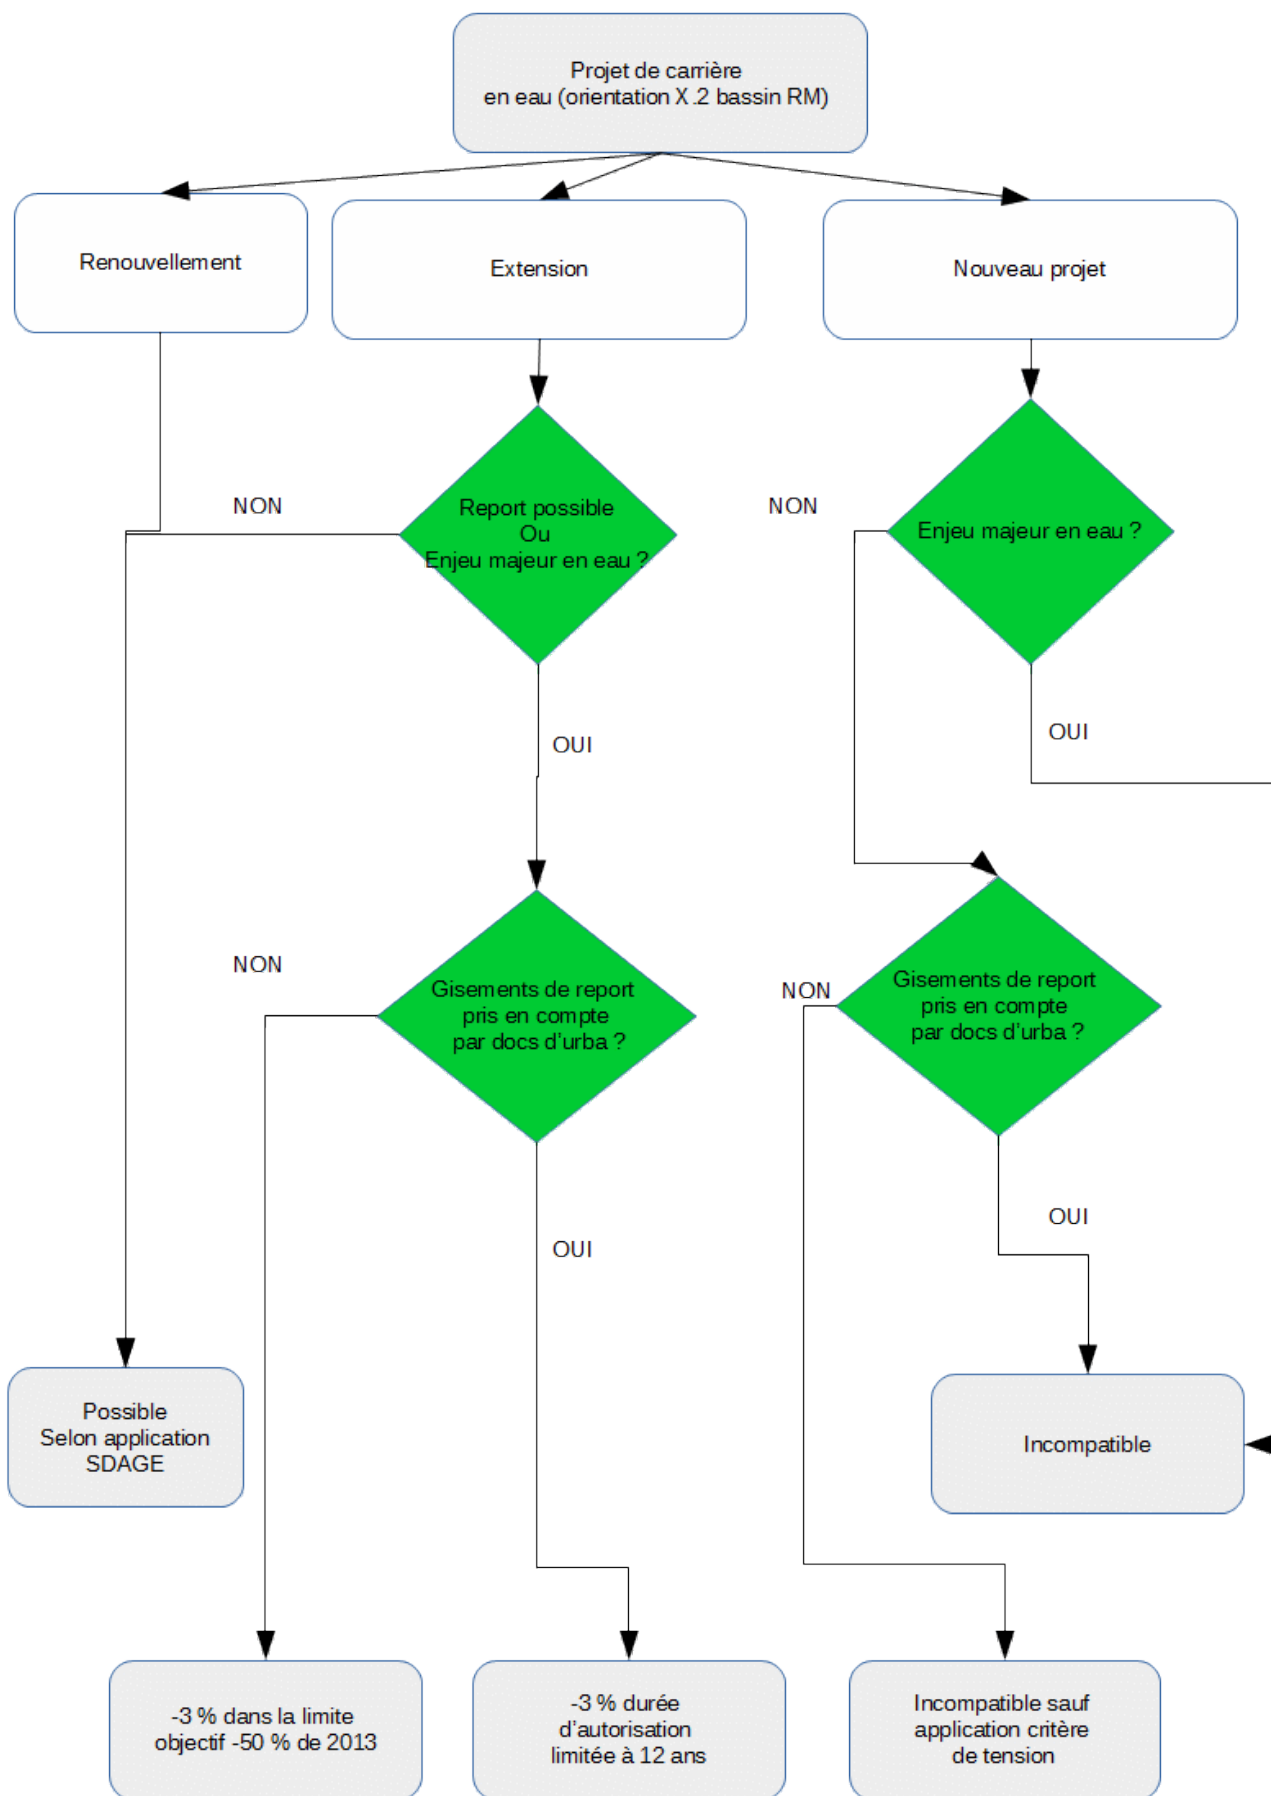 Projet de carrière
en eau (orientation X.2 bassin RM)
Renouvellement
Extension
Nouveau projet
NON
Report possible
Ou
Enjeu majeur en eau ?
NON
Enjeu majeur en eau ?
OUI
OUI
NON
Gisements de report
pris en compte
par docs d'urba ?
NON
Gisements de report
pris en compte
par docs d'urba ?
OUI
OUI
Possible
Selon application
SDAGE
Incompatible
-3 % dans la limite
objectif -50 % de 2013
-3 % durée
d'autorisation
limitée à 12 ans
Incompatible sauf
application critère
de tension